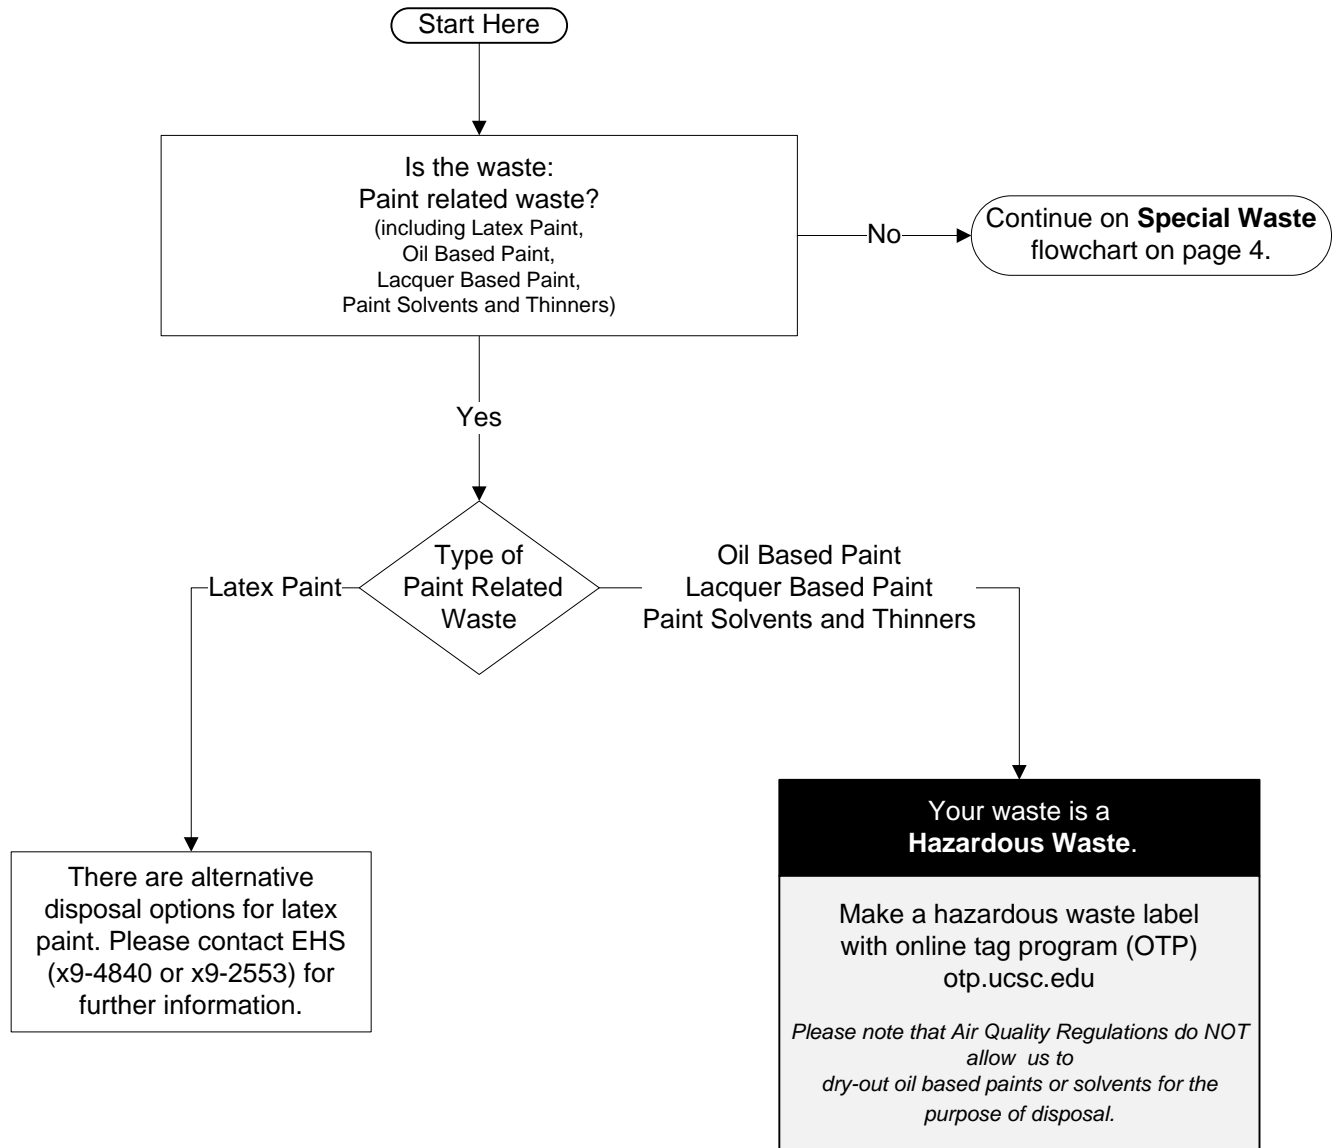 Start Here
Is the waste:
Paint related waste?
(including Latex Paint,
Oil Based Paint,
Lacquer Based Paint,
Paint Solvents and Thinners)
No
Continue on Special Waste
flowchart on page 4.
Yes
Type of
Paint Related
Waste
Latex Paint
Oil Based Paint
Lacquer Based Paint
Paint Solvents and Thinners
There are alternative
disposal options for latex
paint. Please contact EHS
(x9-4840 or x9-2553) for
further information.
Your waste is a
Hazardous Waste.
Make a hazardous waste label
with online tag program (OTP)
otp.ucsc.edu
Please note that Air Quality Regulations do NOT
allow us to
dry-out oil based paints or solvents for the
purpose of disposal.